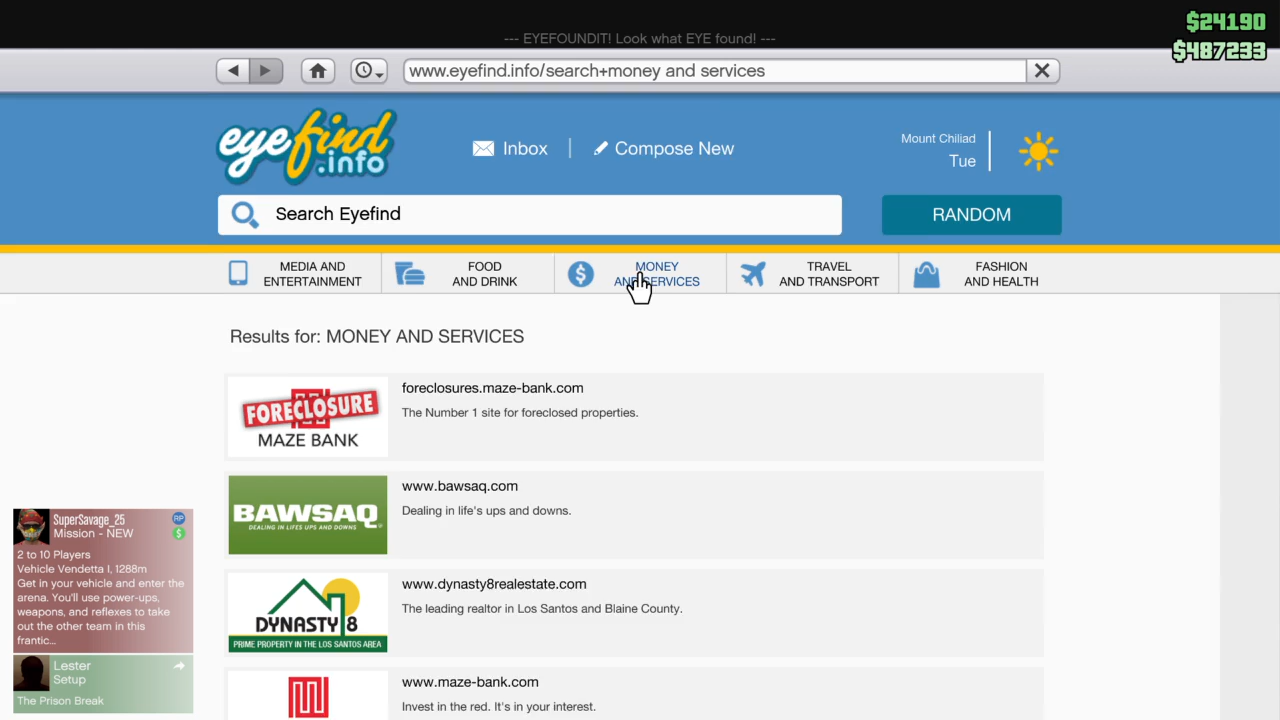 $24190
--- EYEFOUNDIT! Look what EYE found! ---
$487233
www.eyefind.info/search+money and services
eyefind
.info
Inbox
Compose New
Mount Chiliad
Tue
Search Eyefind
RANDOM
MEDIA AND
ENTERTAINMENT
FOOD
AND DRINK
MONEY
AND SERVICES
TRAVEL
AND TRANSPORT
FASHION
AND HEALTH
Results for: MONEY AND SERVICES
FORECLOSURE
MAZE BANK
foreclosures.maze-bank.com
The Number 1 site for foreclosed properties.
BAWSAQ
DEALING IN LIFES UPS AND DOWNS
www.bawsaq.com
Dealing in life's ups and downs.
DYNASTY 8
PRIME PROPERTY IN THE LOS SANTOS AREA
www.dynasty8realestate.com
The leading realtor in Los Santos and Blaine County.
www.maze-bank.com
Invest in the red. It's in your interest.
SuperSavage_25
RP
Mission - NEW
$
2 to 10 Players
Vehicle Vendetta I, 1288m
Get in your vehicle and enter the
arena. You'll use power-ups,
weapons, and reflexes to take
out the other team in this
frantic...
Lester
Setup
The Prison Break